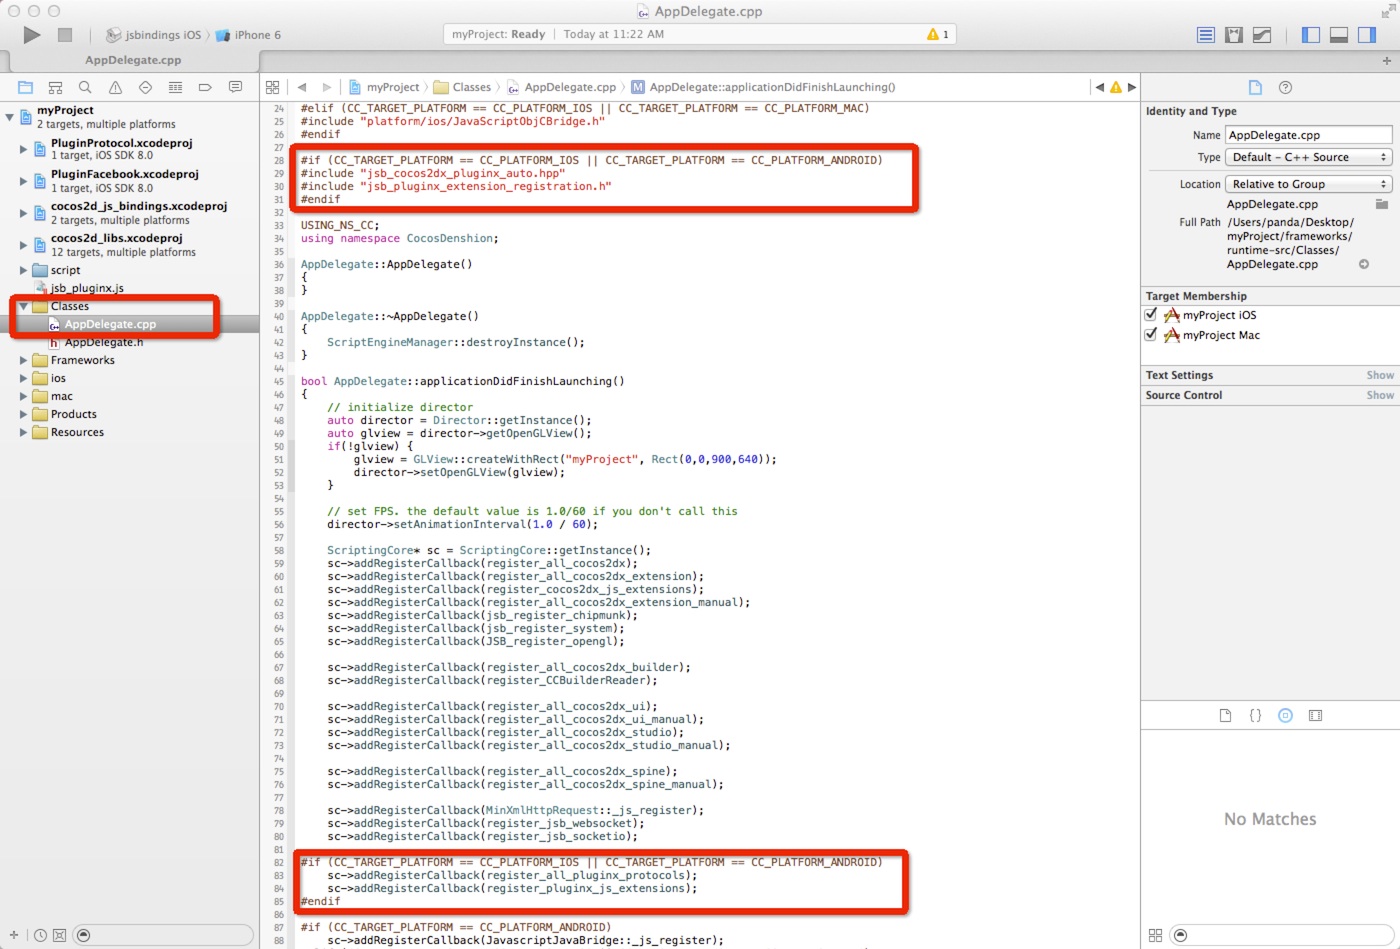 AppDelegate.cpp
jsbindings iOS
iPhone 6
myProject: Ready
Today at 11:22 AM
1
AppDelegate.cpp
myProject
Classes
AppDelegate.cpp
M AppDelegate::applicationDidFinishLaunching()
myProject
2 targets, multiple platforms
PluginProtocol.xcodeproj
1 target, iOS SDK 8.0
PluginFacebook.xcodeproj
1 target, iOS SDK 8.0
cocos2d_js_bindings.xcodeproj
2 targets, multiple platforms
cocos2d_libs.xcodeproj
12 targets, multiple platforms
script
jsb_pluginx.js
Classes
AppDelegate.cpp
AppDelegate.h
Frameworks
ios
mac
Products
Resources
24 #elif (CC_TARGET_PLATFORM == CC_PLATFORM_IOS || CC_TARGET_PLATFORM == CC_PLATFORM_MAC)
25 #include "platform/ios/JavaScriptObjCBridge.h"
26 #endif
27
28 #if (CC_TARGET_PLATFORM == CC_PLATFORM_IOS || CC_TARGET_PLATFORM == CC_PLATFORM_ANDROID)
29 #include "jsb_cocos2dx_pluginx_auto.hpp"
30 #include "jsb_pluginx_extension_registration.h"
31 #endif
32
33 USING_NS_CC;
34 using namespace CocosDenshion;
35
36 AppDelegate::AppDelegate()
37 {
38 }
39
40 AppDelegate::~AppDelegate()
41 {
42 ScriptEngineManager::destroyInstance();
43 }
44
45 bool AppDelegate::applicationDidFinishLaunching()
46 {
47 // initialize director
48 auto director = Director::getInstance();
49 auto glview = director->getOpenGLView();
50 if(!glview) {
51 glview = GLView::createWithRect("myProject", Rect(0,0,900,640));
52 director->setOpenGLView(glview);
53 }
54
55 // set FPS. the default value is 1.0/60 if you don't call this
56 director->setAnimationInterval(1.0 / 60);
57
58 ScriptingCore* sc = ScriptingCore::getInstance();
59 sc->addRegisterCallback(register_all_cocos2dx);
60 sc->addRegisterCallback(register_all_cocos2dx_extension);
61 sc->addRegisterCallback(register_cocos2dx_js_extensions);
62 sc->addRegisterCallback(register_all_cocos2dx_extension_manual);
63 sc->addRegisterCallback(jsb_register_chipmunk);
64 sc->addRegisterCallback(jsb_register_system);
65 sc->addRegisterCallback(JSB_register_opengl);
66
67 sc->addRegisterCallback(register_all_cocos2dx_builder);
68 sc->addRegisterCallback(register_CCBuilderReader);
69
70 sc->addRegisterCallback(register_all_cocos2dx_ui);
71 sc->addRegisterCallback(register_all_cocos2dx_ui_manual);
72 sc->addRegisterCallback(register_all_cocos2dx_studio);
73 sc->addRegisterCallback(register_all_cocos2dx_studio_manual);
74
75 sc->addRegisterCallback(register_all_cocos2dx_spine);
76 sc->addRegisterCallback(register_all_cocos2dx_spine_manual);
77
78 sc->addRegisterCallback(MinXmlHttpRequest::_js_register);
79 sc->addRegisterCallback(register_jsb_websocket);
80 sc->addRegisterCallback(register_jsb_socketio);
81
82 #if (CC_TARGET_PLATFORM == CC_PLATFORM_IOS || CC_TARGET_PLATFORM == CC_PLATFORM_ANDROID)
83 sc->addRegisterCallback(register_all_pluginx_protocols);
84 sc->addRegisterCallback(register_pluginx_js_extensions);
85 #endif
86
87 #if (CC_TARGET_PLATFORM == CC_PLATFORM_ANDROID)
88 sc->addRegisterCallback(JavascriptJavaBridge::_js_register);
Identity and Type
Name AppDelegate.cpp
Type Default - C++ Source
Location Relative to Group
AppDelegate.cpp
Full Path /Users/panda/Desktop/
myProject/frameworks/
runtime-src/Classes/
AppDelegate.cpp
Target Membership
myProject iOS
myProject Mac
Text Settings Show
Source Control Show
No Matches